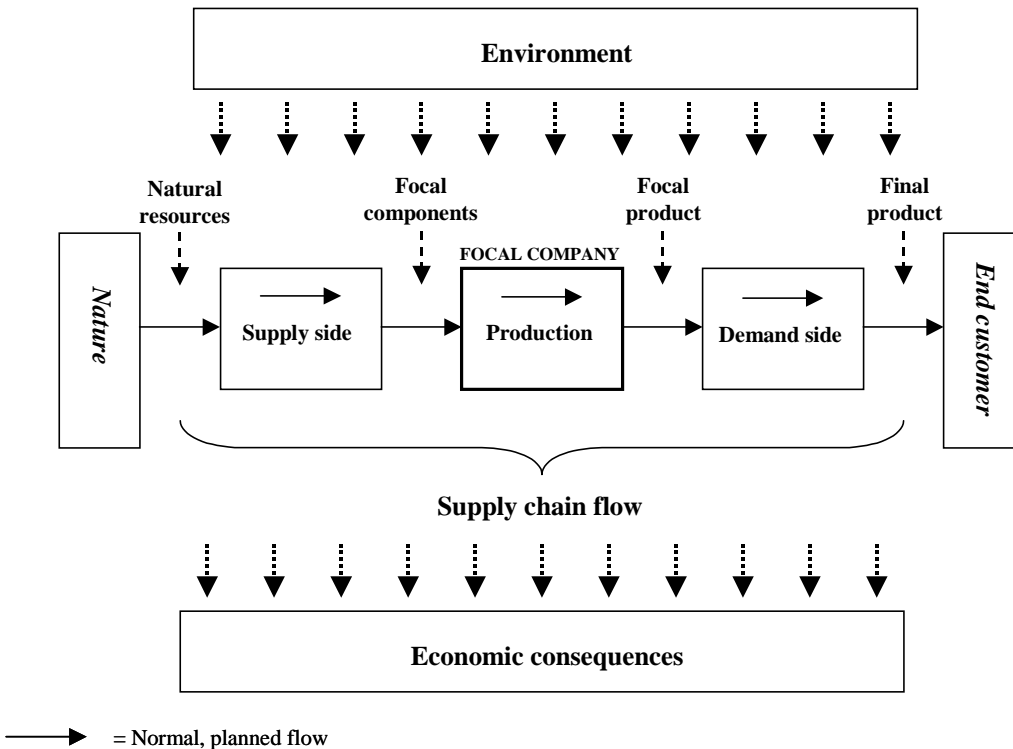 Environment
Natural
resources
Focal
components
Focal
product
Final
product
FOCAL COMPANY
Nature
Supply side
Production
Demand side
End customer
Supply chain flow
Economic consequences
= Normal, planned flow